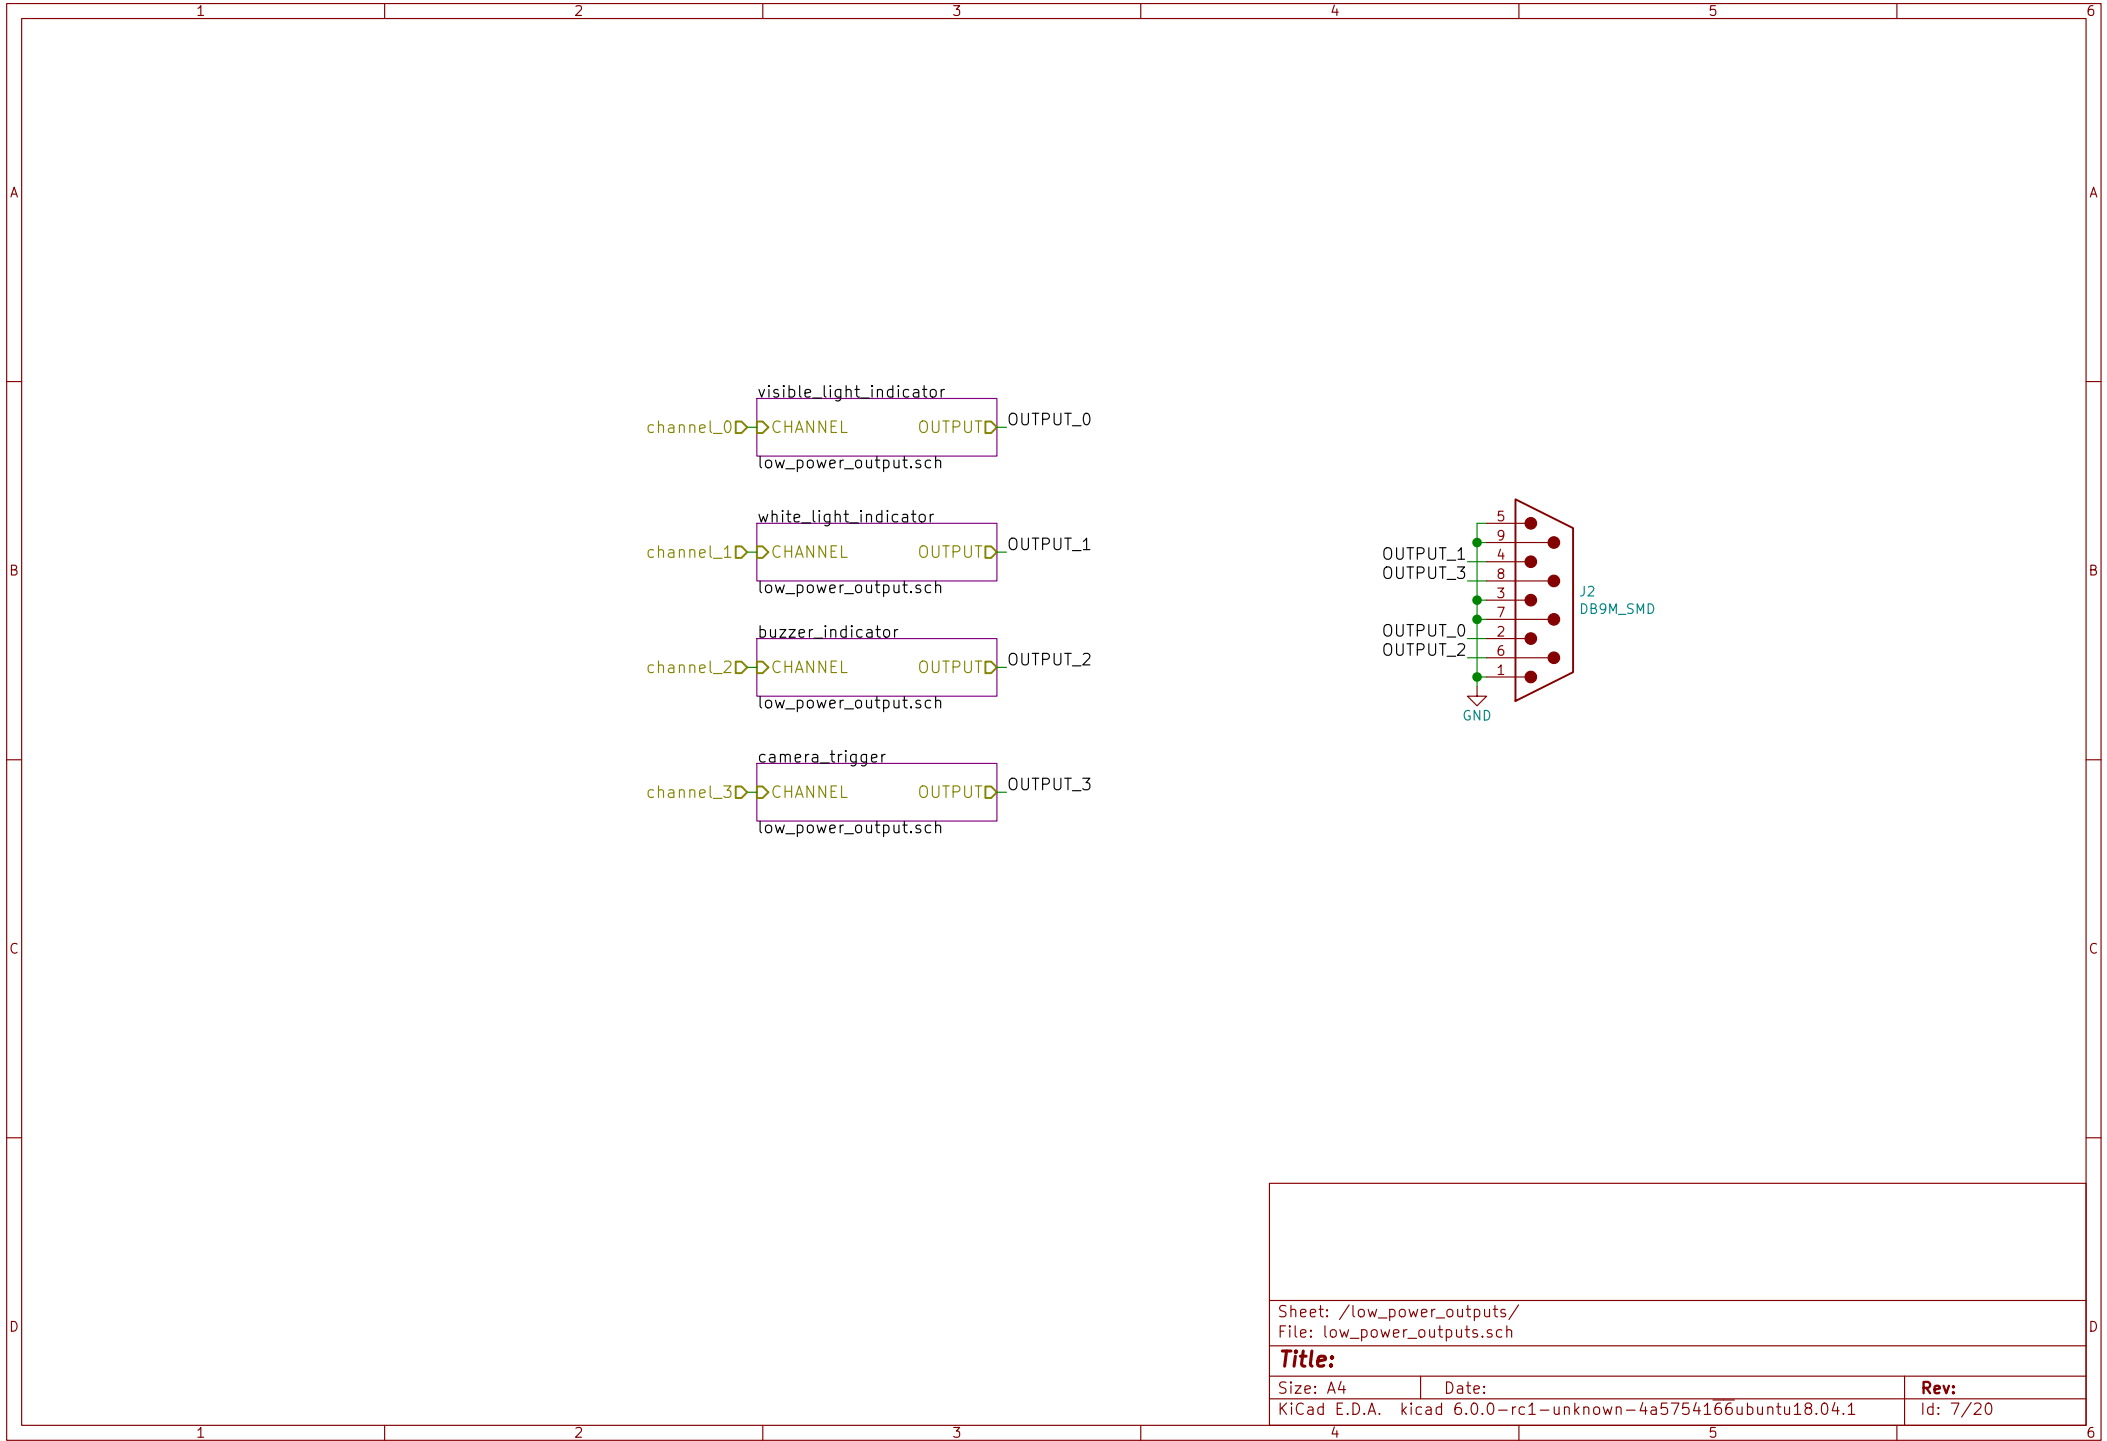 1 2 3 4 5 6
A A
visible_light_indicator
channel_0 CHANNEL OUTPUT OUTPUT_0
low_power_output.sch
white_light_indicator
channel_1 CHANNEL OUTPUT OUTPUT_1
low_power_output.sch
buzzer_indicator
channel_2 CHANNEL OUTPUT OUTPUT_2
low_power_output.sch
camera_trigger
channel_3 CHANNEL OUTPUT OUTPUT_3
low_power_output.sch
5
9
OUTPUT_1 4
OUTPUT_3 8
3
7
OUTPUT_0 2
OUTPUT_2 6
1
GND
J2
DB9M_SMD
B B
C C
D D
Sheet: /low_power_outputs/
File: low_power_outputs.sch
Title:
Size: A4 Date: Rev:
KiCad E.D.A. kicad 6.0.0-rc1-unknown-4a5754166ubuntu18.04.1 Id: 7/20
1 2 3 4 5 6